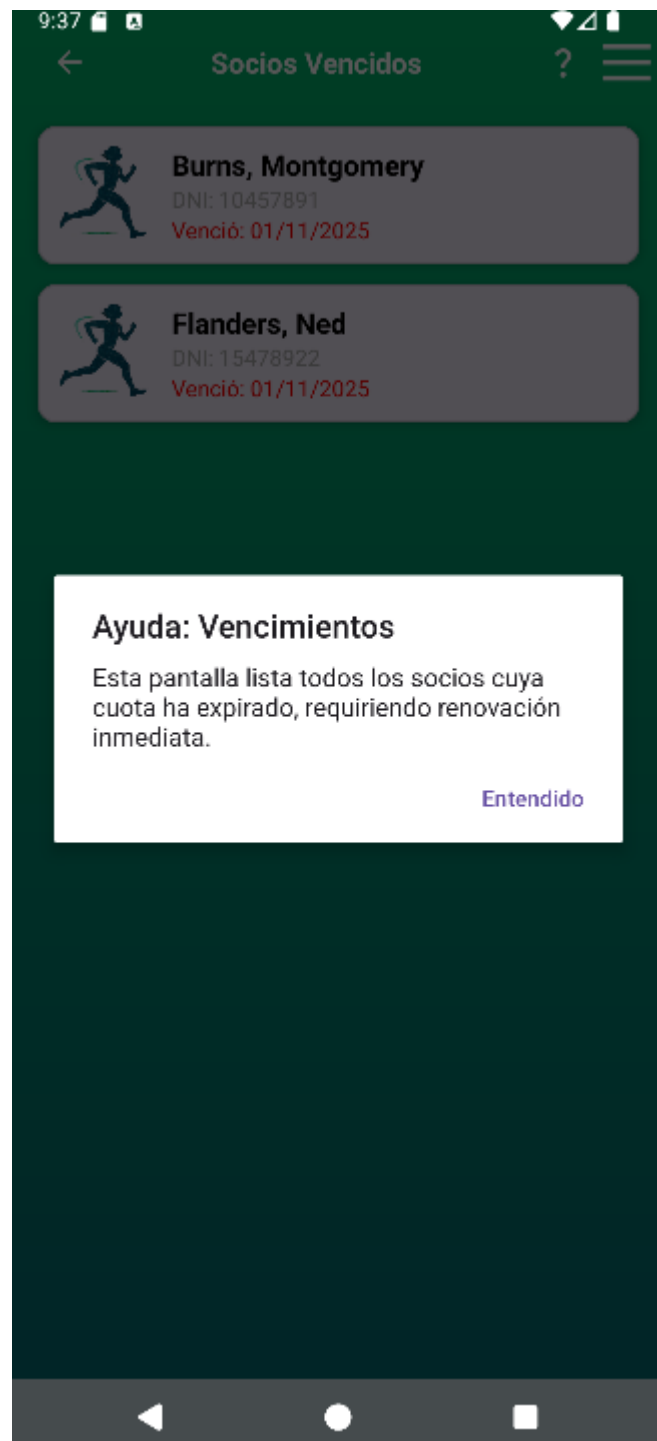 9:37
Socios Vencidos ?
Burns, Montgomery
DNI: 10457891
Venció: 01/11/2025
Flanders, Ned
DNI: 15478922
Venció: 01/11/2025
Ayuda: Vencimientos
Esta pantalla lista todos los socios cuya
cuota ha expirado, requiriendo renovación
inmediata.
Entendido